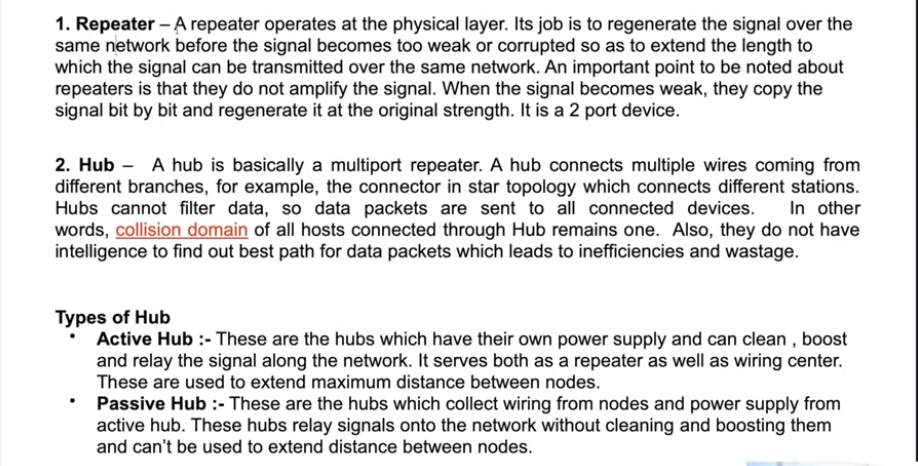 1. Repeater – A repeater operates at the physical layer. Its job is to regenerate the signal over the
same network before the signal becomes too weak or corrupted so as to extend the length to
which the signal can be transmitted over the same network. An important point to be noted about
repeaters is that they do not amplify the signal. When the signal becomes weak, they copy the
signal bit by bit and regenerate it at the original strength. It is a 2 port device.
2. Hub – A hub is basically a multiport repeater. A hub connects multiple wires coming from
different branches, for example, the connector in star topology which connects different stations.
Hubs cannot filter data, so data packets are sent to all connected devices. In other
words, collision domain of all hosts connected through Hub remains one. Also, they do not have
intelligence to find out best path for data packets which leads to inefficiencies and wastage.
Types of Hub
• Active Hub :- These are the hubs which have their own power supply and can clean , boost
and relay the signal along the network. It serves both as a repeater as well as wiring center.
These are used to extend maximum distance between nodes.
• Passive Hub :- These are the hubs which collect wiring from nodes and power supply from
active hub. These hubs relay signals onto the network without cleaning and boosting them
and can't be used to extend distance between nodes.